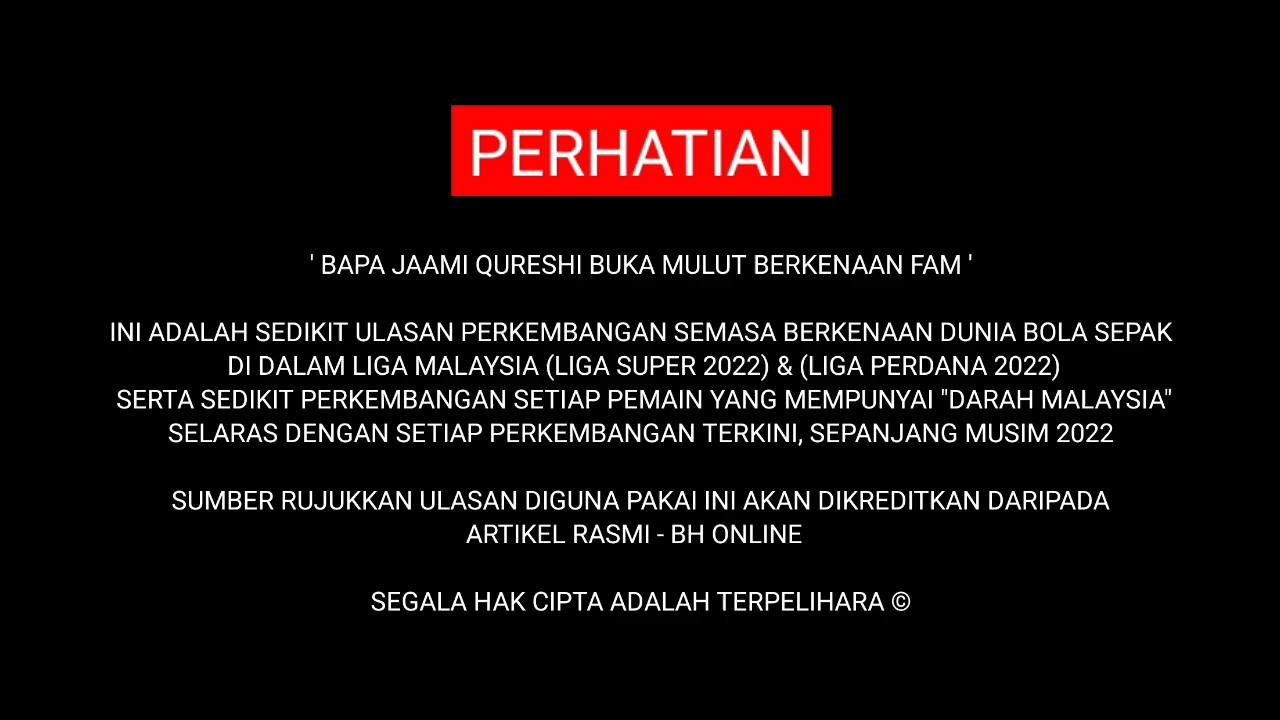 PERHATIAN
' BAPA JAAMI QURESHI BUKA MULUT BERKENAAN FAM '
INI ADALAH SEDIKIT ULASAN PERKEMBANGAN SEMASA BERKENAAN DUNIA BOLA SEPAK
DI DALAM LIGA MALAYSIA (LIGA SUPER 2022) & (LIGA PERDANA 2022)
SERTA SEDIKIT PERKEMBANGAN SETIAP PEMAIN YANG MEMPUNYAI "DARAH MALAYSIA"
SELARAS DENGAN SETIAP PERKEMBANGAN TERKINI, SEPANJANG MUSIM 2022
SUMBER RUJUKKAN ULASAN DIGUNA PAKAI INI AKAN DIKREDITKAN DARIPADA
ARTIKEL RASMI - BH ONLINE
SEGALA HAK CIPTA ADALAH TERPELIHARA ©